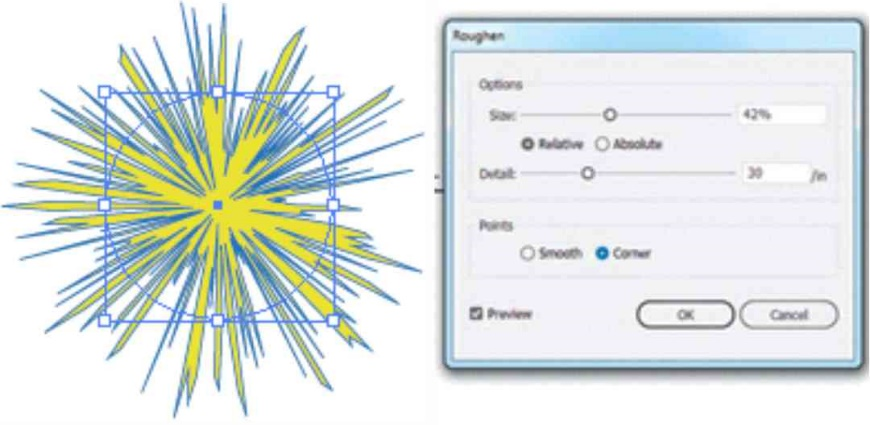 Roughen
Options
Size: 42%
Relative Absolute
Detail: 30 /in
Points
Smooth Corner
Preview OK Cancel